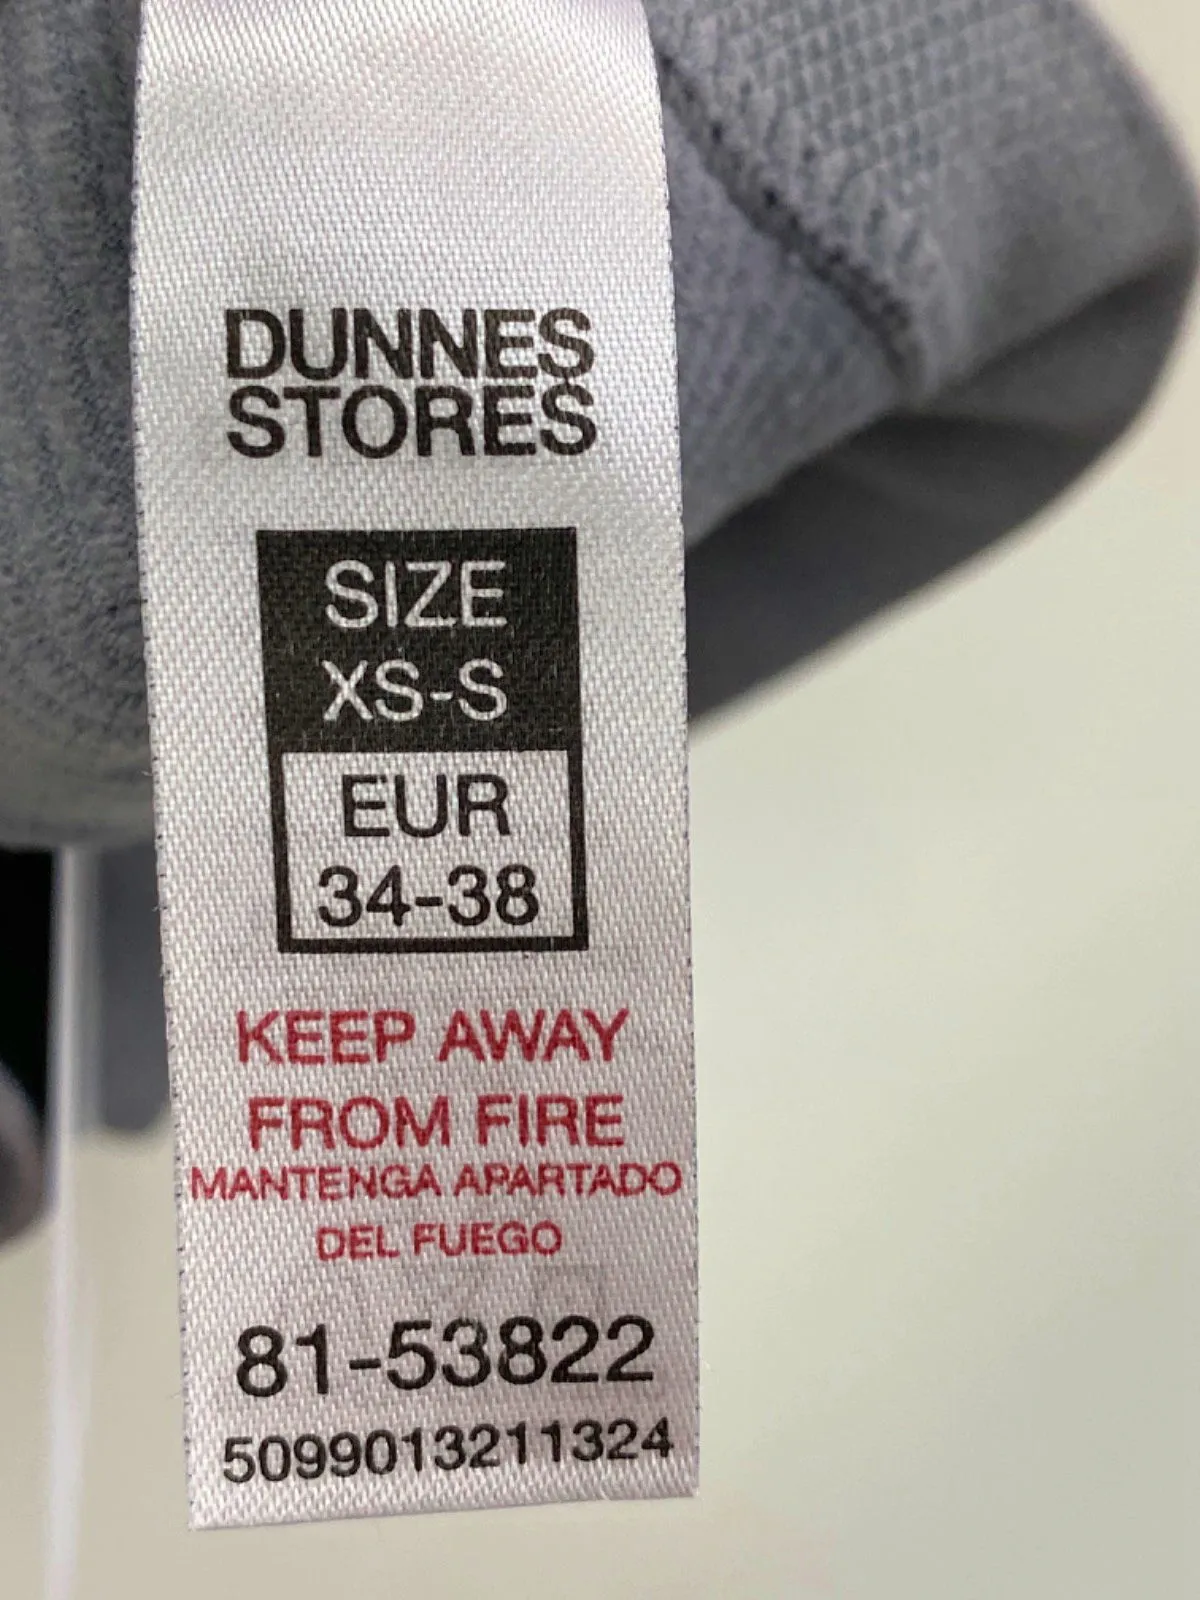 DUNNES
STORES
SIZE
XS-S
EUR
34-38
KEEP AWAY
FROM FIRE
MANTENGA APARTADO
DEL FUEGO
81-53822
5099013211324